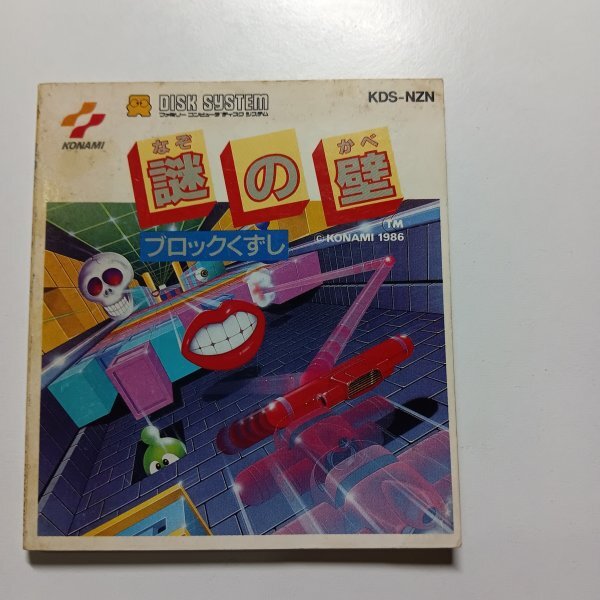 KONAMI
DISK SYSTEM
ファミリー コンピュータ ディスク システム
KDS-NZN
なぞ かべ
謎の壁
TM
ブロックくずし
© KONAMI 1986